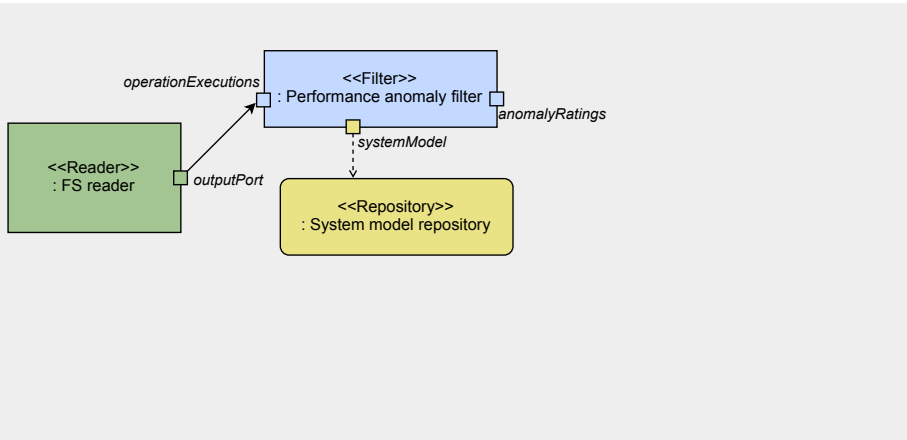 operationExecutions
<<Filter>>
: Performance anomaly filter
anomalyRatings
systemModel
<<Reader>>
: FS reader
outputPort
<<Repository>>
: System model repository